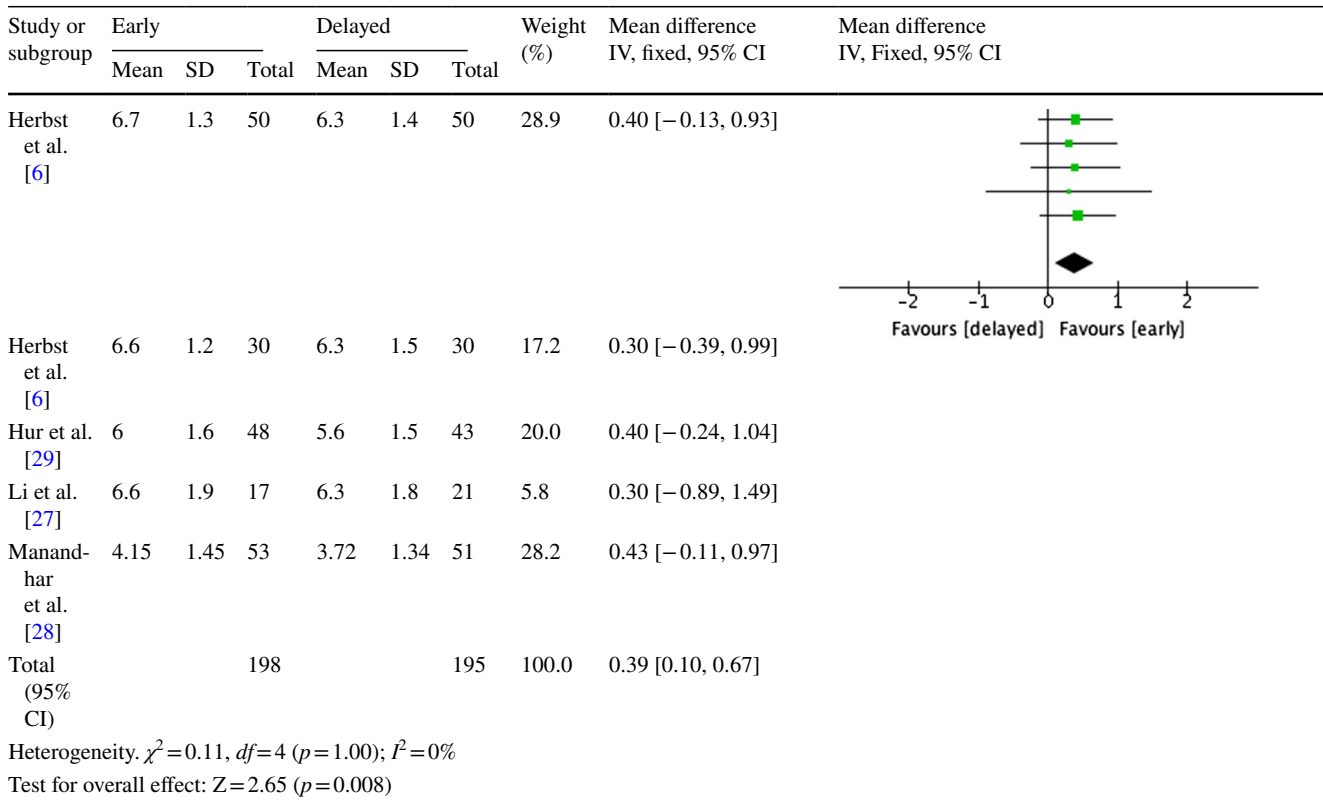 Study or subgroup Early Delayed Weight (%) Mean difference IV, fixed, 95% CI Mean difference IV, Fixed, 95% CI
Mean SD Total Mean SD Total
Herbst et al. [6] 6.7 1.3 50 6.3 1.4 50 28.9 0.40 [−0.13, 0.93]
-2 -1 0 1 2
Favours [delayed] Favours [early]
Herbst et al. [6] 6.6 1.2 30 6.3 1.5 30 17.2 0.30 [−0.39, 0.99]
Hur et al. [29] 6 1.6 48 5.6 1.5 43 20.0 0.40 [−0.24, 1.04]
Li et al. [27] 6.6 1.9 17 6.3 1.8 21 5.8 0.30 [−0.89, 1.49]
Manand-har et al. [28] 4.15 1.45 53 3.72 1.34 51 28.2 0.43 [−0.11, 0.97]
Total (95% CI) 198 195 100.0 0.39 [0.10, 0.67]
Heterogeneity. χ²=0.11, df=4 (p=1.00); I²=0%
Test for overall effect: Z=2.65 (p=0.008)